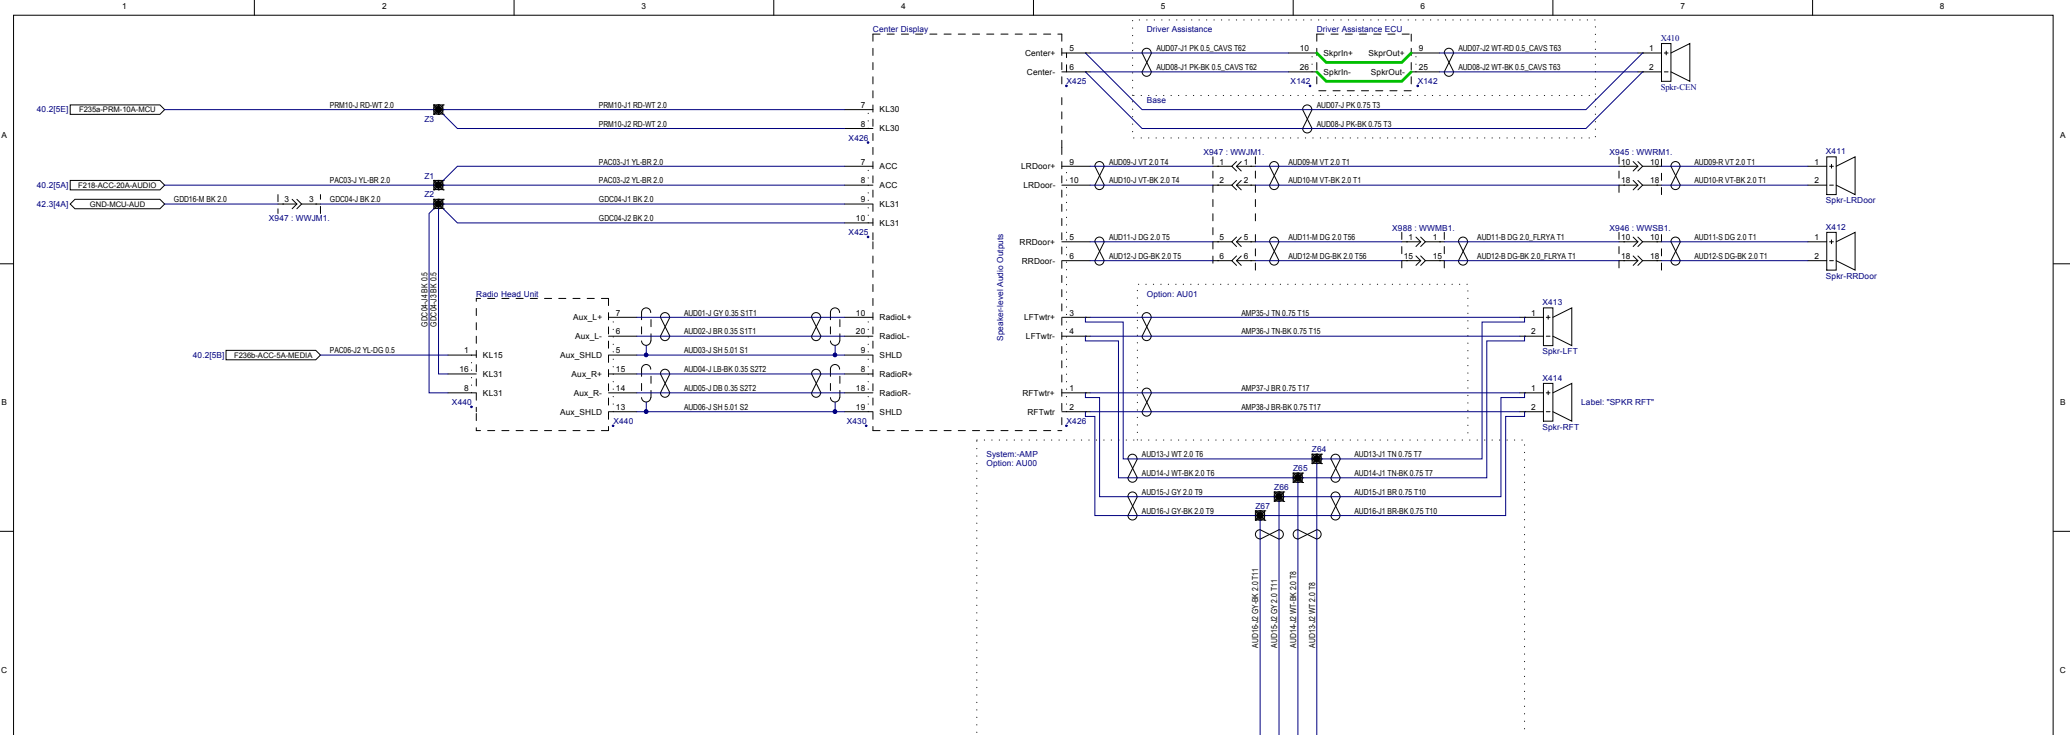 1 2 3 4 5 6 7 8
A A
B B
C C
Center Display
Driver Assistance
Driver Assistance ECU
X410
Center+ 5 AUD07-J1 PK 0.5_CAVS T62 10 SkprIn+ SkprOut+ 9 AUD07-J2 WT-RD 0.5_CAVS T63 1
Center- 6 AUD08-J1 PK-BK 0.5_CAVS T62 26 SpkrIn- SpkrOut- 25 AUD08-J2 WT-BK 0.5_CAVS T63 2
X425 X142 X142 Spkr-CEN
Base
AUD07-J PK 0.75 T3
AUD08-J PK-BK 0.75 T3
40.2[5E] F235a-PRM-10A-MCU PRM10-J RD-WT 2.0 Z3 PRM10-J1 RD-WT 2.0 7 KL30
PRM10-J2 RD-WT 2.0 8 KL30
X426
PAC03-J1 YL-BR 2.0 7 ACC
40.2[5A] F218-ACC-20A-AUDIO PAC03-J YL-BR 2.0 Z1 PAC03-J2 YL-BR 2.0 8 ACC
42.3[4A] GND-MCU-AUD GDD16-M BK 2.0 3 3 GDC04-J BK 2.0 Z2 GDC04-J1 BK 2.0 9 KL31
X947 : WWJM1.
GDC04-J2 BK 2.0 10 KL31
X425
GDC04-J4 BK 0.5
GDC04-J3 BK 0.5
X947 : WWJM1. X945 : WWRM1. X411
LRDoor+ 9 AUD09-J VT 2.0 T4 1 1 AUD09-M VT 2.0 T1 10 10 AUD09-R VT 2.0 T1 1
LRDoor- 10 AUD10-J VT-BK 2.0 T4 2 2 AUD10-M VT-BK 2.0 T1 18 18 AUD10-R VT-BK 2.0 T1 2
Spkr-LRDoor
X988 : WWMB1. X946 : WWSB1. X412
RRDoor+ 5 AUD11-J DG 2.0 T5 5 5 AUD11-M DG 2.0 T56 1 1 AUD11-B DG 2.0_FLRYA T1 10 10 AUD11-S DG 2.0 T1 1
RRDoor- 6 AUD12-J DG-BK 2.0 T5 6 6 AUD12-M DG-BK 2.0 T56 15 15 AUD12-B DG-BK 2.0_FLRYA T1 18 18 AUD12-S DG-BK 2.0 T1 2
Spkr-RRDoor
Speaker-level Audio Outputs
Radio Head Unit
Aux_L+ 7 AUD01-J GY 0.35 S1T1 10 RadioL+
Aux_L- 6 AUD02-J BR 0.35 S1T1 20 RadioL-
40.2[5B] F236b-ACC-5A-MEDIA PAC06-J2 YL-DG 0.5 1 KL15 Aux_SHLD 5 AUD03-J SH 5.01 S1 9 SHLD
16 KL31 Aux_R+ 15 AUD04-J LB-BK 0.35 S2T2 8 RadioR+
8 KL31 Aux_R- 14 AUD05-J DB 0.35 S2T2 18 RadioR-
X440 Aux_SHLD 13 AUD06-J SH 5.01 S2 19 SHLD
X440 X430
Option: AU01
X413
LFTwtr+ 3 AMP35-J TN 0.75 T15 1
LFTwtr- 4 AMP36-J TN-BK 0.75 T15 2
Spkr-LFT
X414
RFTwtr+ 1 AMP37-J BR 0.75 T17 1
Label: "SPKR RFT"
RFTwtr 2 AMP38-J BR-BK 0.75 T17 2
X426 Spkr-RFT
System:-AMP
Option: AU00
AUD13-J WT 2.0 T6 Z64 AUD13-J1 TN 0.75 T7
AUD14-J WT-BK 2.0 T6 Z65 AUD14-J1 TN-BK 0.75 T7
AUD15-J GY 2.0 T9 Z66 AUD15-J1 BR 0.75 T10
AUD16-J GY-BK 2.0 T9 Z67 AUD16-J1 BR-BK 0.75 T10
AUD16-J2 GY-BK 2.0 T11
AUD15-J2 GY 2.0 T11
AUD14-J2 WT-BK 2.0 T8
AUD13-J2 WT 2.0 T8